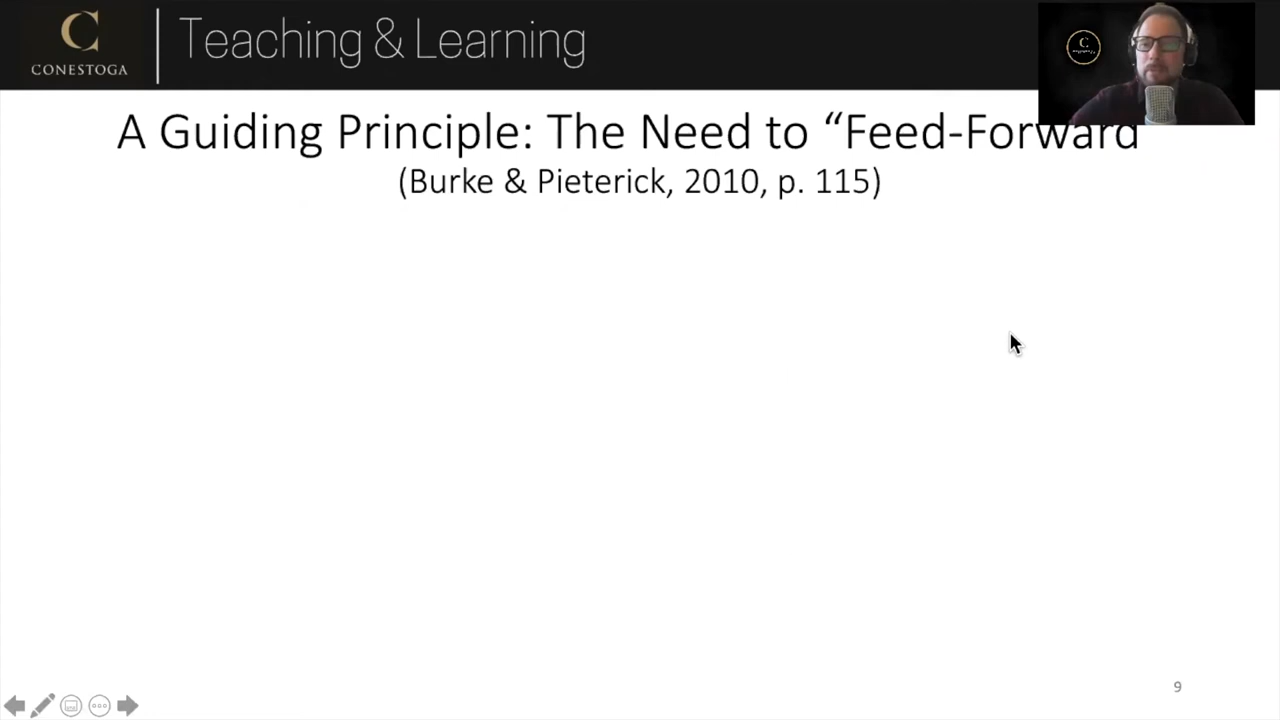 CONESTOGA
Teaching & Learning
A Guiding Principle: The Need to “Feed-Forward
(Burke & Pieterick, 2010, p. 115)
9